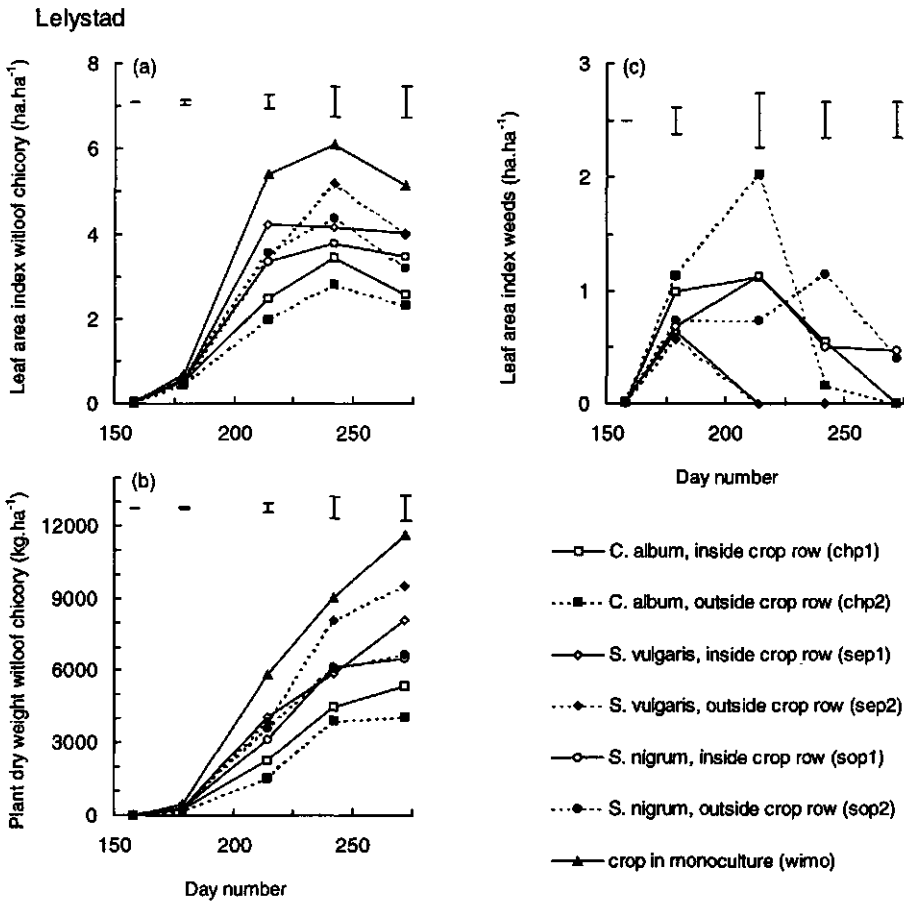 Lelystad
(a)
Leaf area index witloof chicory (ha.ha⁻¹)
8
6
4
2
0
150 200 250
(b)
Plant dry weight witloof chicory (kg.ha⁻¹)
12000
9000
6000
3000
0
150 200 250
Day number
(c)
Leaf area index weeds (ha.ha⁻¹)
3
2
1
0
150 200 250
Day number
C. album, inside crop row (chp1)
C. album, outside crop row (chp2)
S. vulgaris, inside crop row (sep1)
S. vulgaris, outside crop row (sep2)
S. nigrum, inside crop row (sop1)
S. nigrum, outside crop row (sop2)
crop in monoculture (wimo)